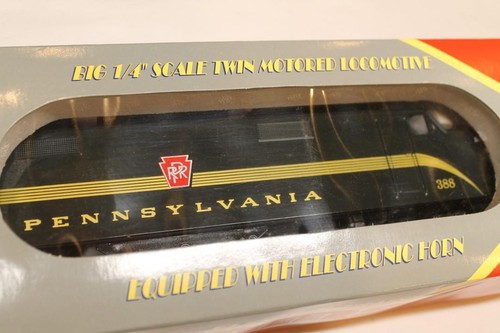 BIG 1/4" SCALE TWIN MOTORED LOCOMOTIVE
PRR
388
PENNSYLVANIA
EQUIPPED WITH ELECTRONIC HORN